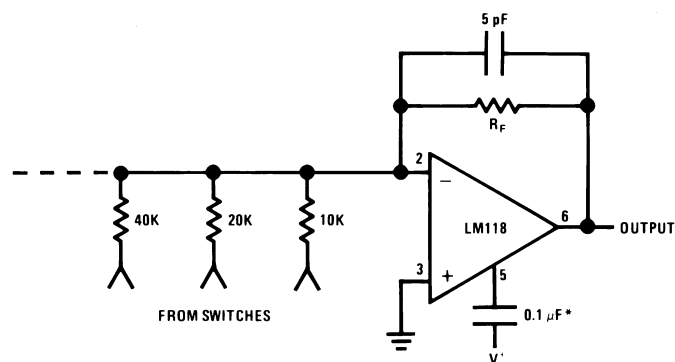 5 pF
R_F
2
40K
20K
10K
−
LM118
6
OUTPUT
3
+
5
0.1 μF*
FROM SWITCHES